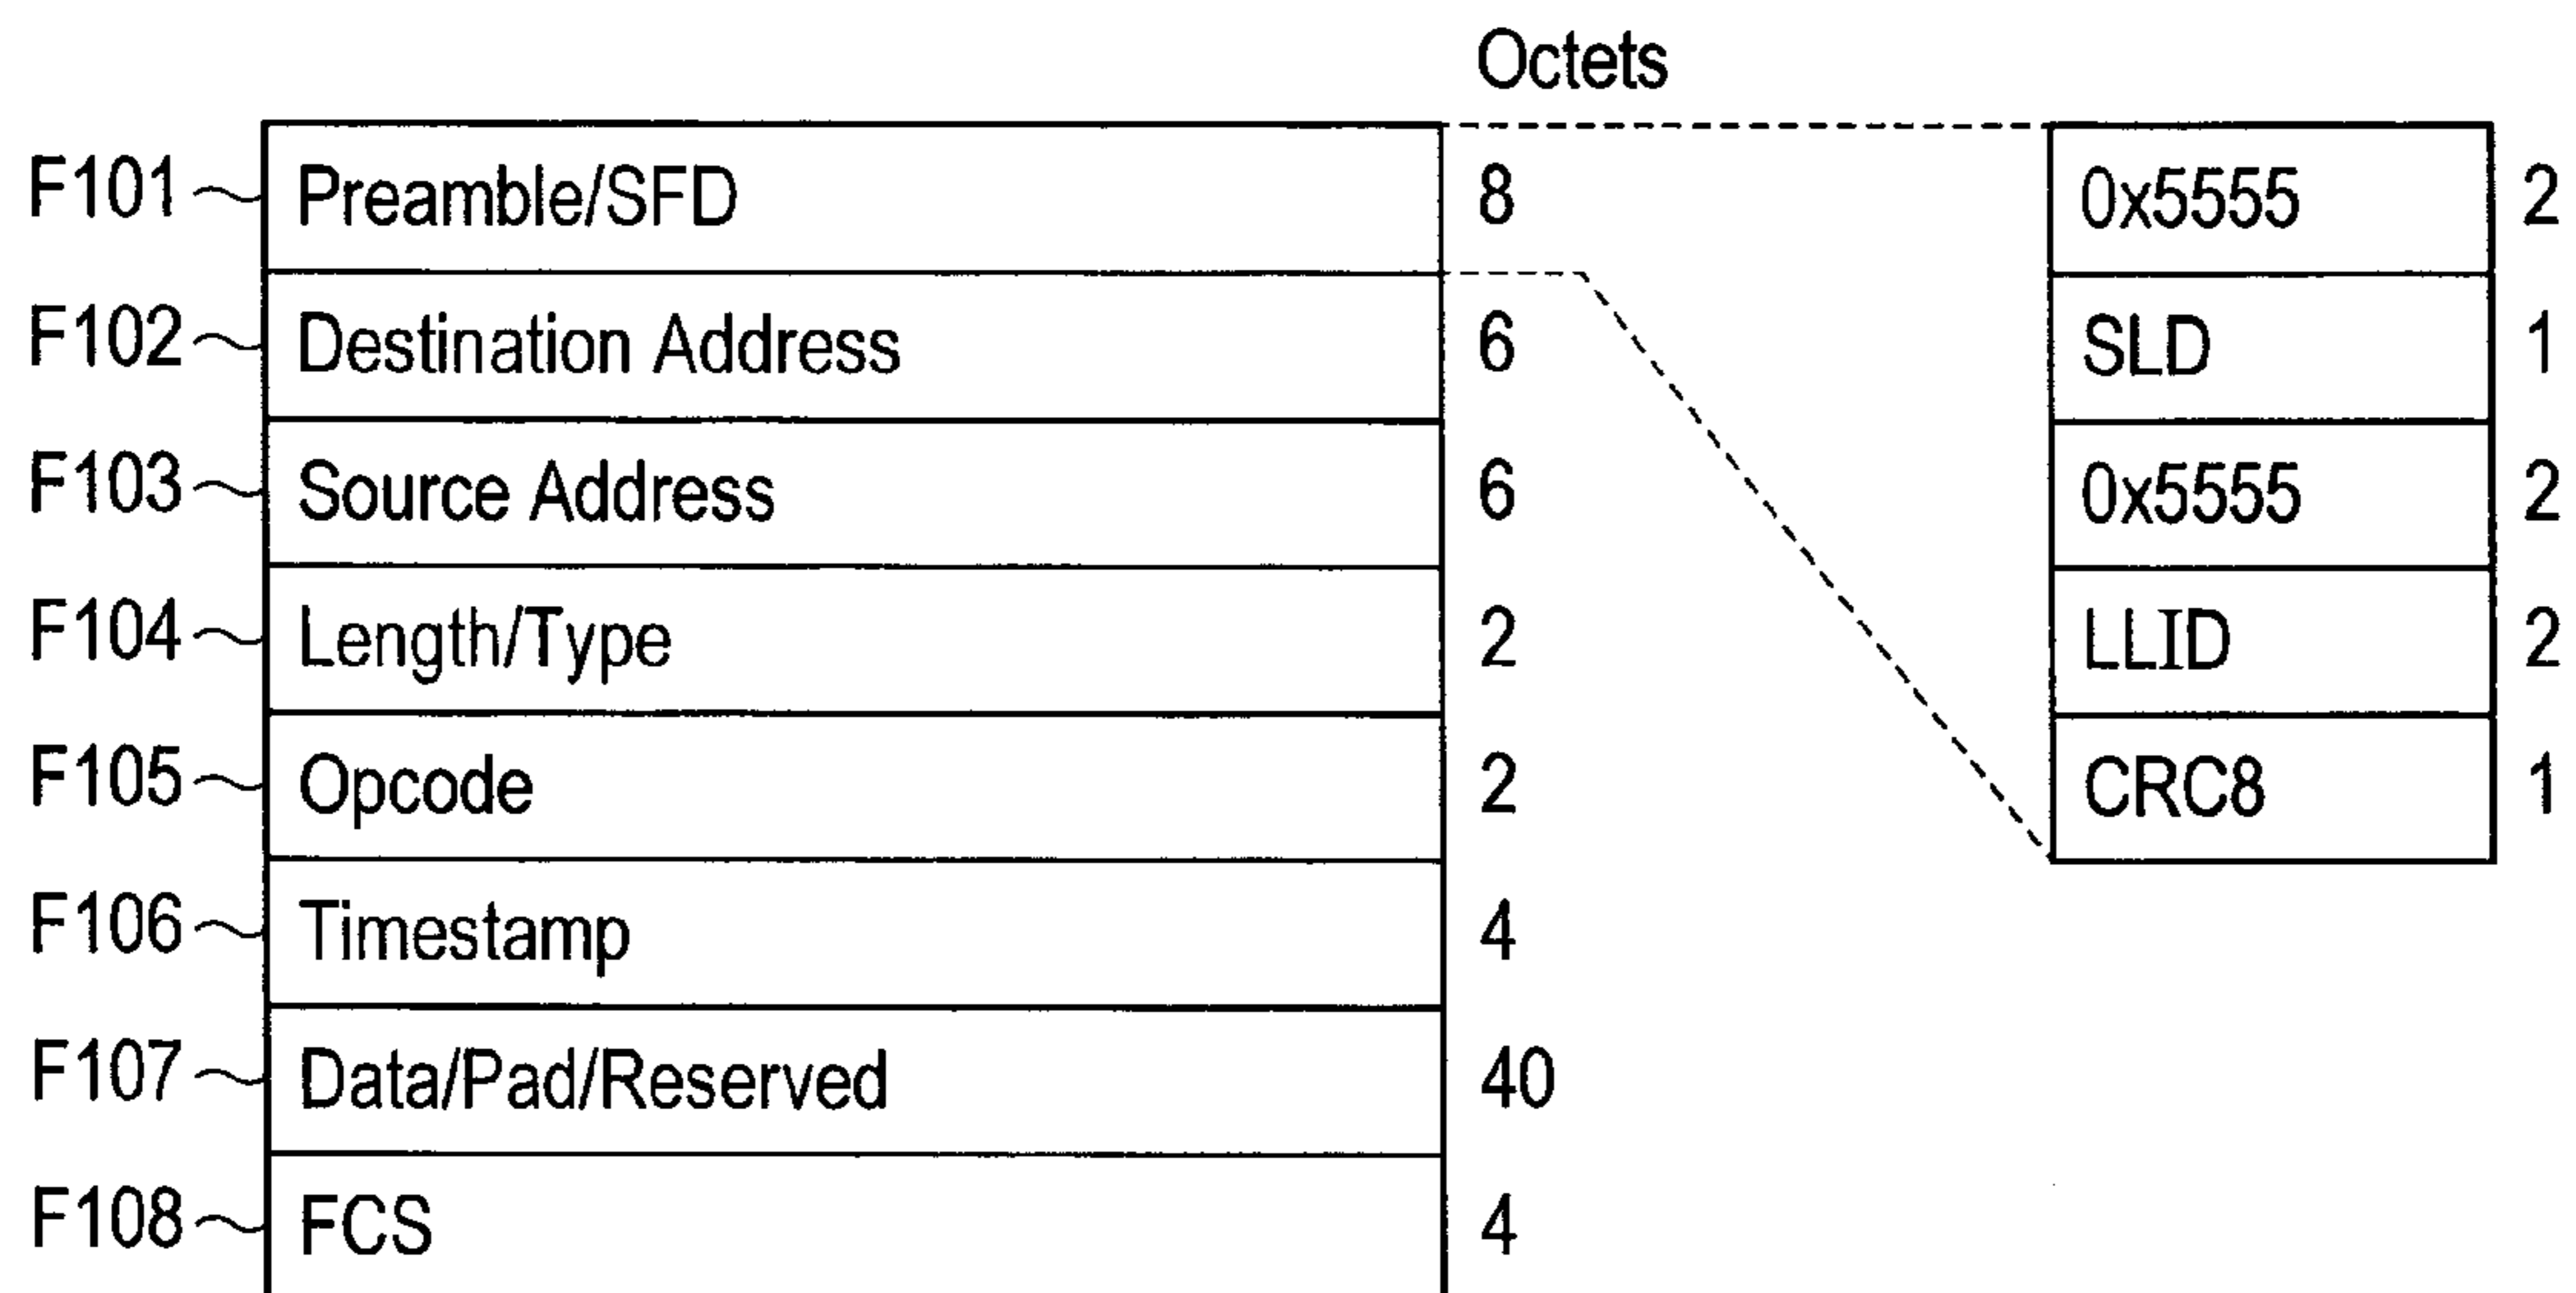 Octets
F101 Preamble/SFD 8
F102 Destination Address 6
F103 Source Address 6
F104 Length/Type 2
F105 Opcode 2
F106 Timestamp 4
F107 Data/Pad/Reserved 40
F108 FCS 4
0x5555 2
SLD 1
0x5555 2
LLID 2
CRC8 1